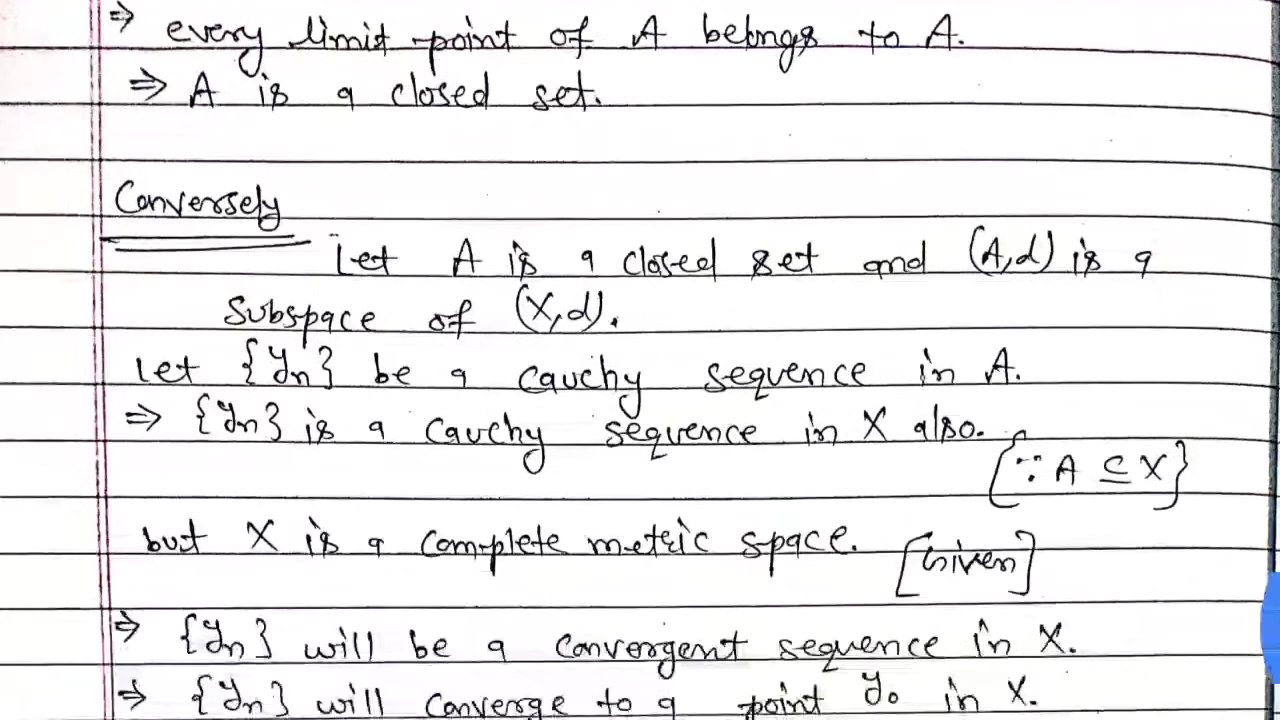 ⇒ every limit point of A belongs to A.
⇒ A is a closed set.
Conversely
Let A is a closed set and (A,d) is a
subspace of (X,d).
Let {yn} be a cauchy sequence in A.
⇒ {yn} is a cauchy sequence in X also.
[∵ A ⊆ X}
but X is a complete metric space. [Given]
⇒ {yn} will be a convergent sequence in X.
⇒ {yn} will converge to a point y₀ in X.